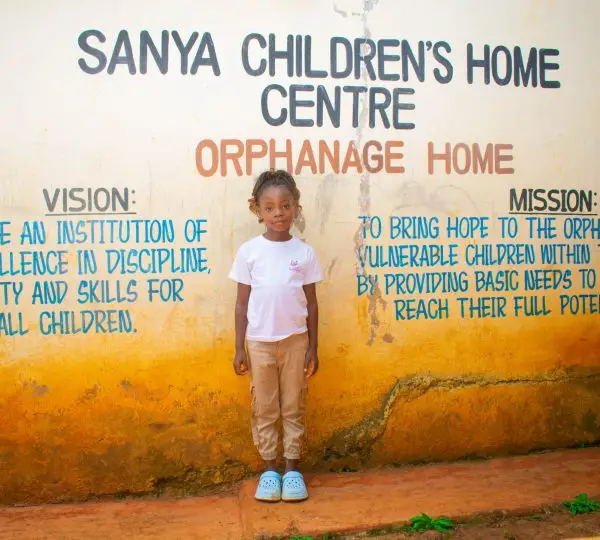 SANYA CHILDREN'S HOME
CENTRE
ORPHANAGE HOME
VISION:
E AN INSTITUTION OF
LLENCE IN DISCIPLINE,
TY AND SKILLS FOR
ALL CHILDREN.
MISSION:
TO BRING HOPE TO THE ORPH
VULNERABLE CHILDREN WITHIN T
BY PROVIDING BASIC NEEDS TO
REACH THEIR FULL POTE